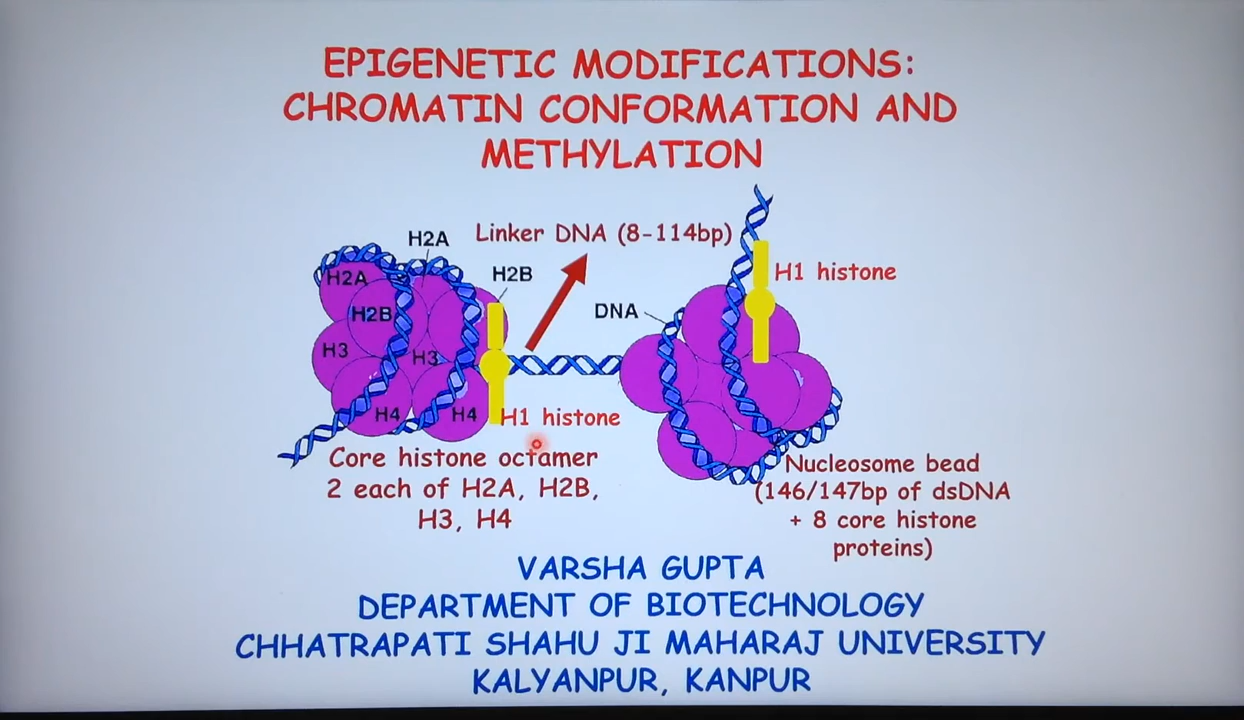 EPIGENETIC MODIFICATIONS:
CHROMATIN CONFORMATION AND
METHYLATION
H2A
Linker DNA (8-114bp)
H2A
H2B
H1 histone
H2B
DNA
H3
H3
H4
H4
H1 histone
Core histone octamer
2 each of H2A, H2B,
H3, H4
Nucleosome bead
(146/147bp of dsDNA
+ 8 core histone
proteins)
VARSHA GUPTA
DEPARTMENT OF BIOTECHNOLOGY
CHHATRAPATI SHAHU JI MAHARAJ UNIVERSITY
KALYANPUR, KANPUR